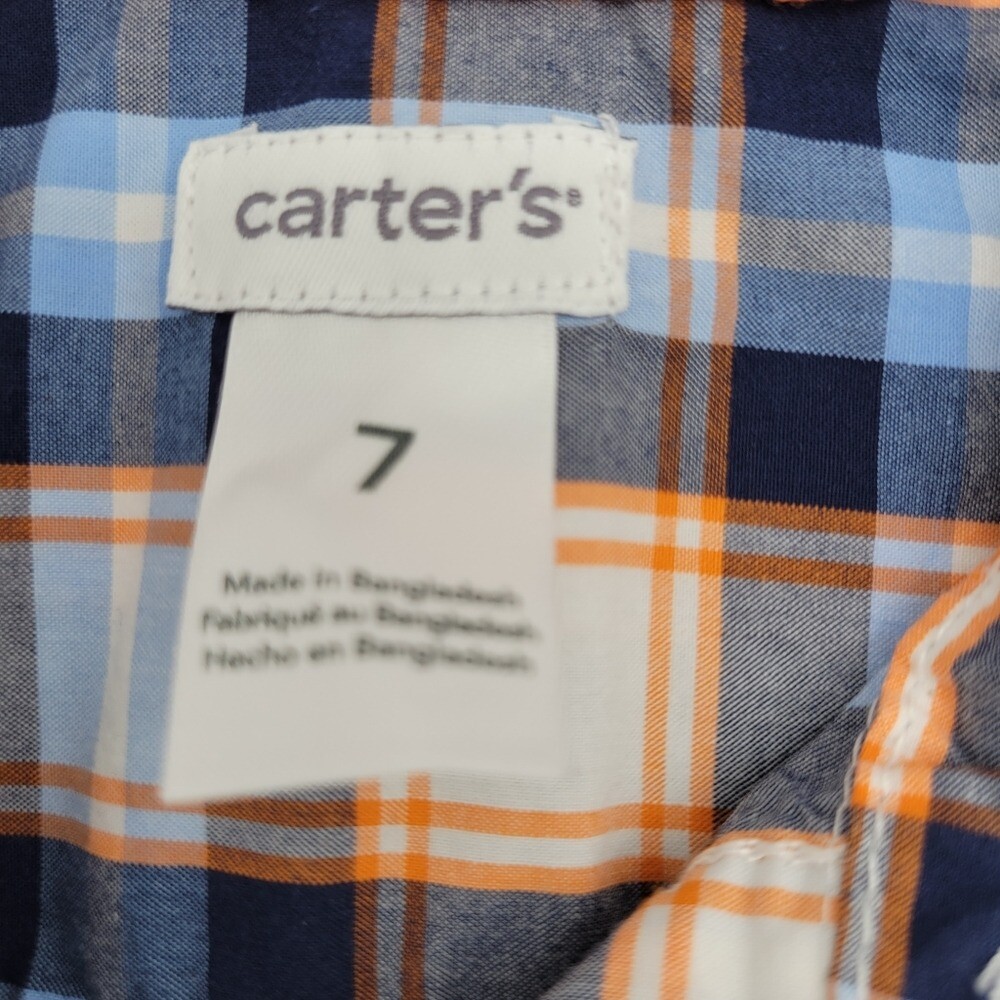 carter's®
7
Made in Bangladesh
Fabriqué au Bangladesh
Hecho en Bangladesh